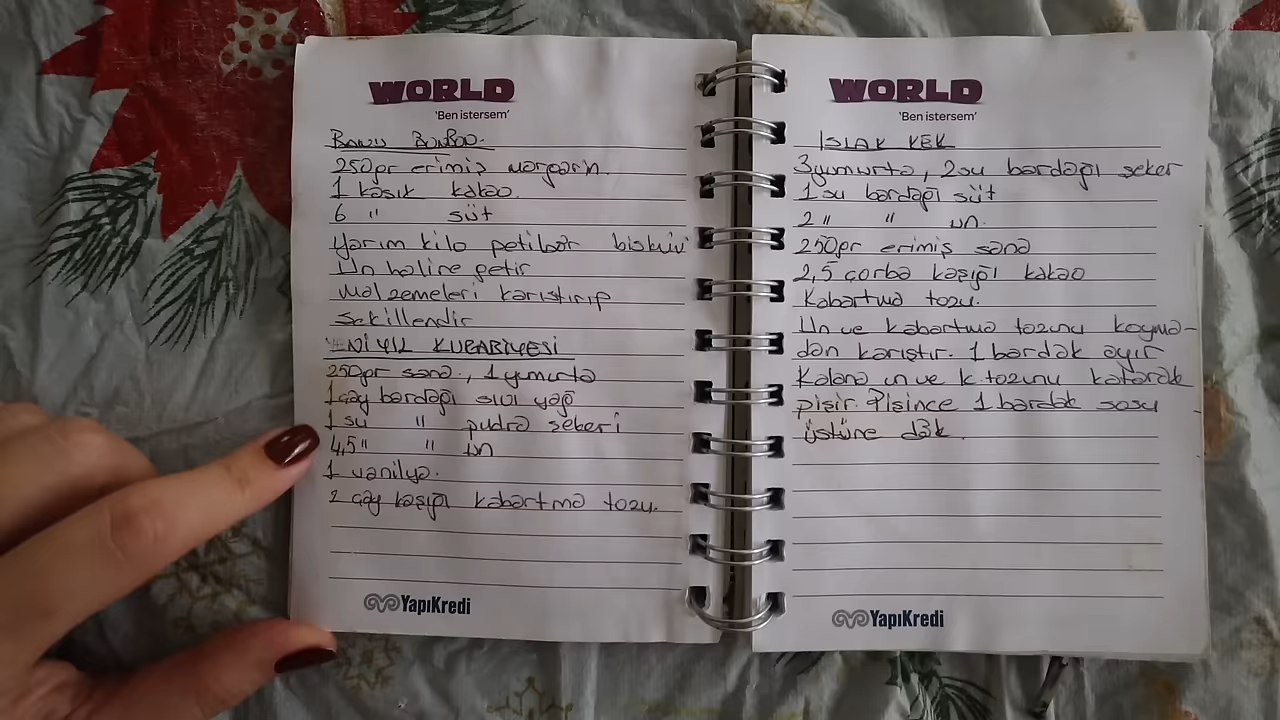 WORLD
'Ben istersem'
BANU BONBON.
250gr erimiş margarin.
1 kaşık kakao.
6 " süt
Yarım kilo petibör bisküvi
Un haline getir
Malzemeleri karıştırıp
şekillendir
YENİYIL KURABİYESİ
250gr sana, 1 yumurta
1 çay bardağı sıvı yağ
1 su " pudra şekeri
4,5 " " un
1 vanilya.
2 çay kaşığı kabartma tozu.
YapıKredi
WORLD
'Ben istersem'
ISLAK KEK
3 yumurta, 2 su bardağı şeker
1 su bardağı süt
2 " " un.
250gr erimiş sana
2,5 çorba kaşığı kakao
Kabartma tozu.
Un ve kabartma tozunu koyma-
dan karıştır. 1 bardak ayır
Kalana un ve k.tozunu katarak
pişir. Pişince 1 bardak sosu
üstüne dök.
YapıKredi